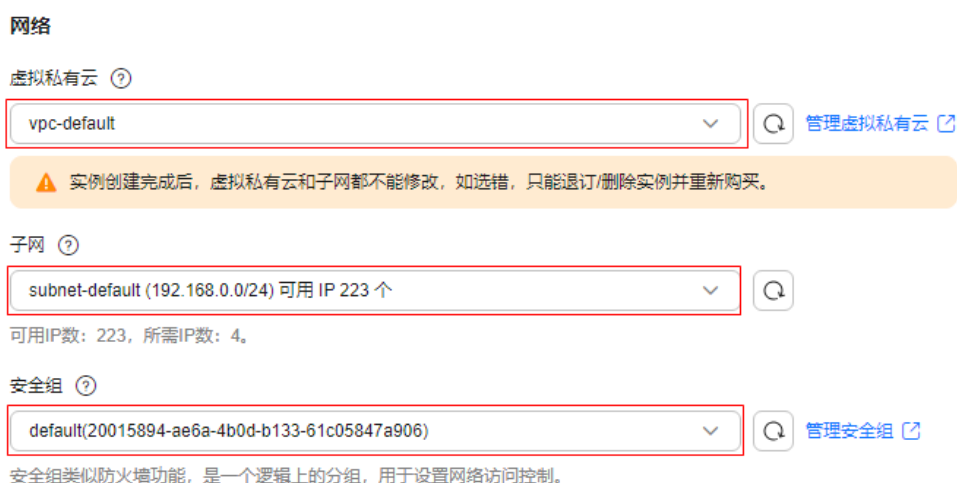 网络
虚拟私有云 ?
vpc-default 管理虚拟私有云
实例创建完成后，虚拟私有云和子网都不能修改，如选错，只能退订/删除实例并重新购买。
子网 ?
subnet-default (192.168.0.0/24) 可用 IP 223 个
可用IP数：223，所需IP数：4。
安全组 ?
default(20015894-ae6a-4b0d-b133-61c05847a906) 管理安全组
安全组类似防火墙功能，是一个逻辑上的分组，用于设置网络访问控制。